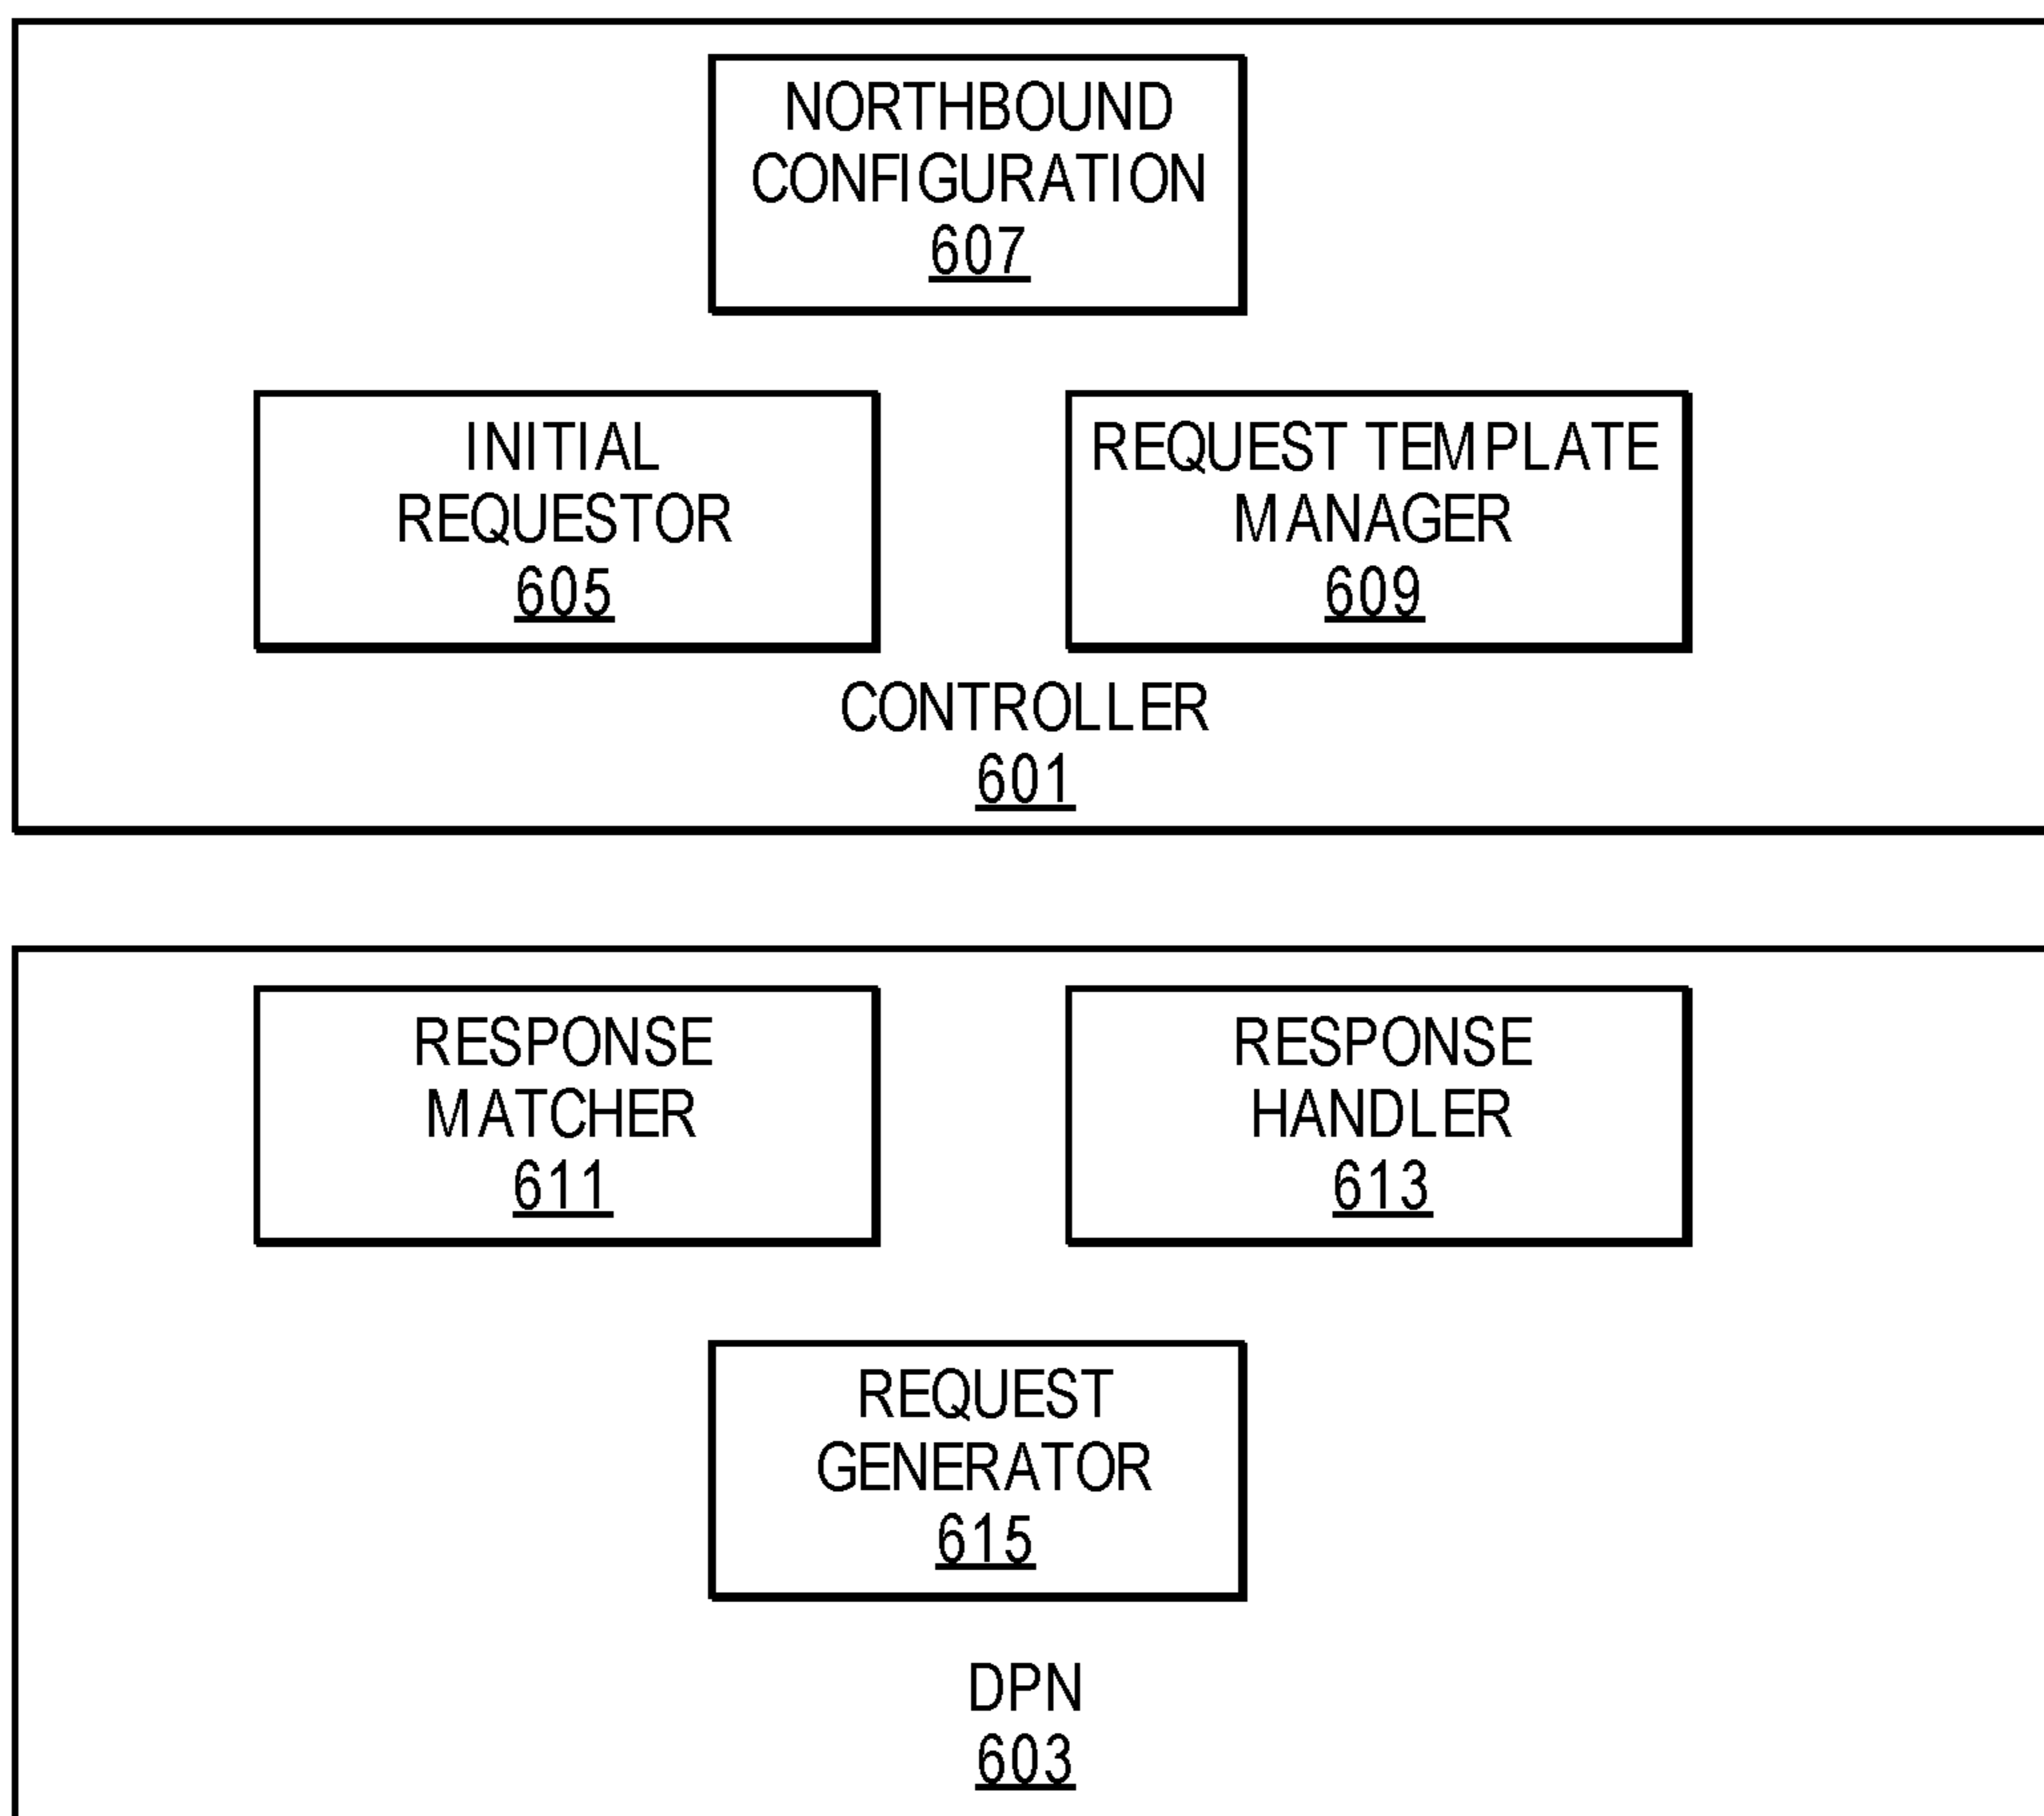 NORTHBOUND
CONFIGURATION
607
INITIAL
REQUESTOR
605
REQUEST TEMPLATE
MANAGER
609
CONTROLLER
601
RESPONSE
MATCHER
611
RESPONSE
HANDLER
613
REQUEST
GENERATOR
615
DPN
603